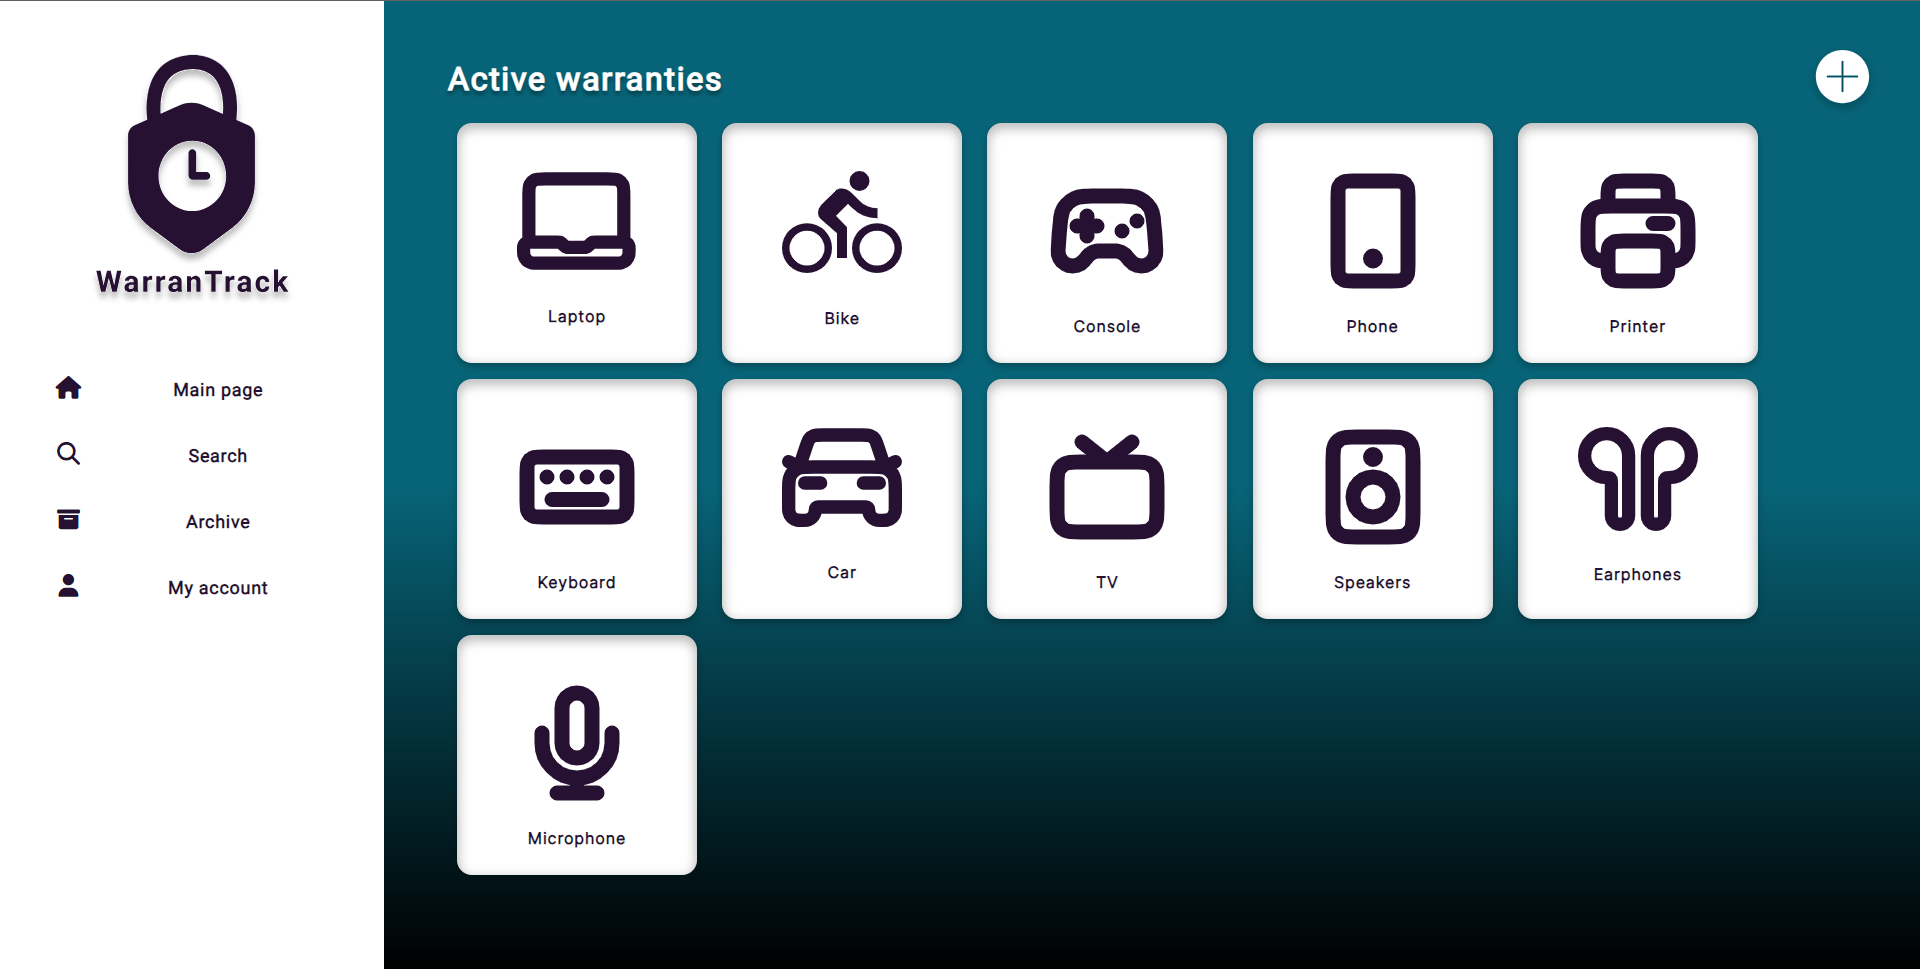 WarranTrack
Main page
Search
Archive
My account
Active warranties
Laptop
Bike
Console
Phone
Printer
Keyboard
Car
TV
Speakers
Earphones
Microphone